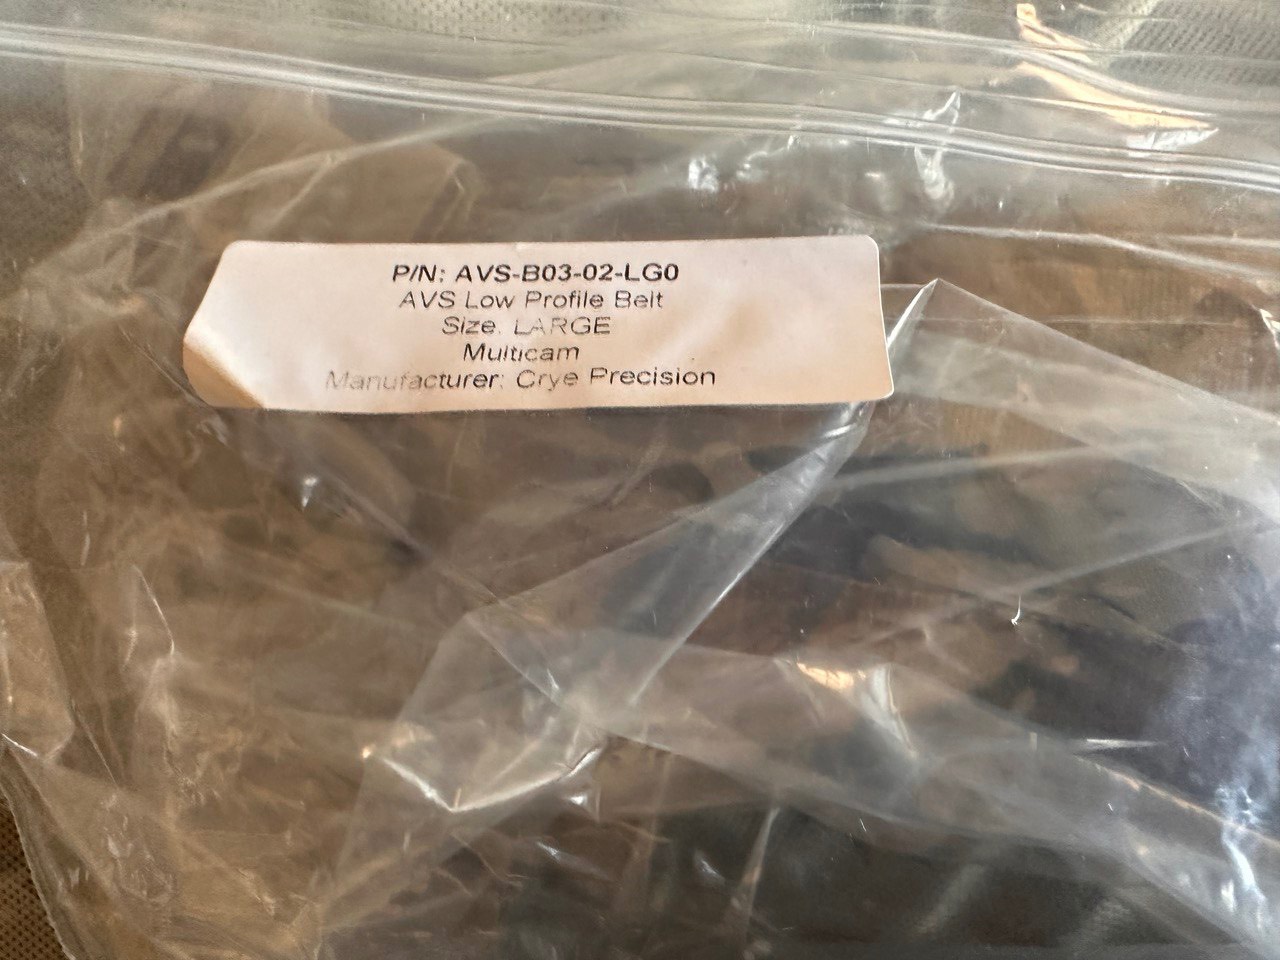 P/N: AVS-B03-02-LG0
AVS Low Profile Belt
Size: LARGE
Multicam
Manufacturer: Crye Precision